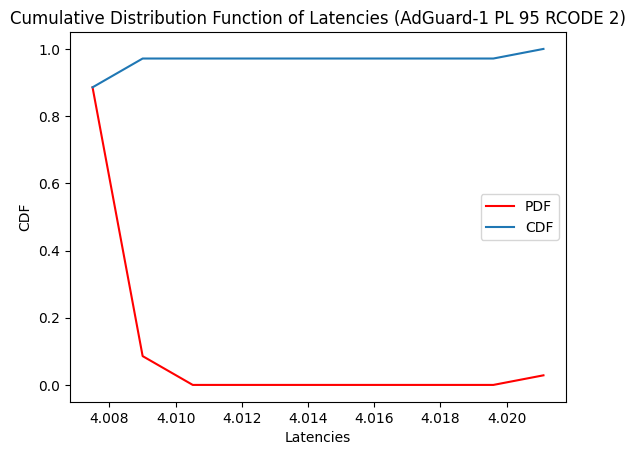 Cumulative Distribution Function of Latencies (AdGuard-1 PL 95 RCODE 2)
1.0
0.8
0.6
0.4
0.2
0.0
CDF
PDF
CDF
4.008
4.010
4.012
4.014
4.016
4.018
4.020
Latencies